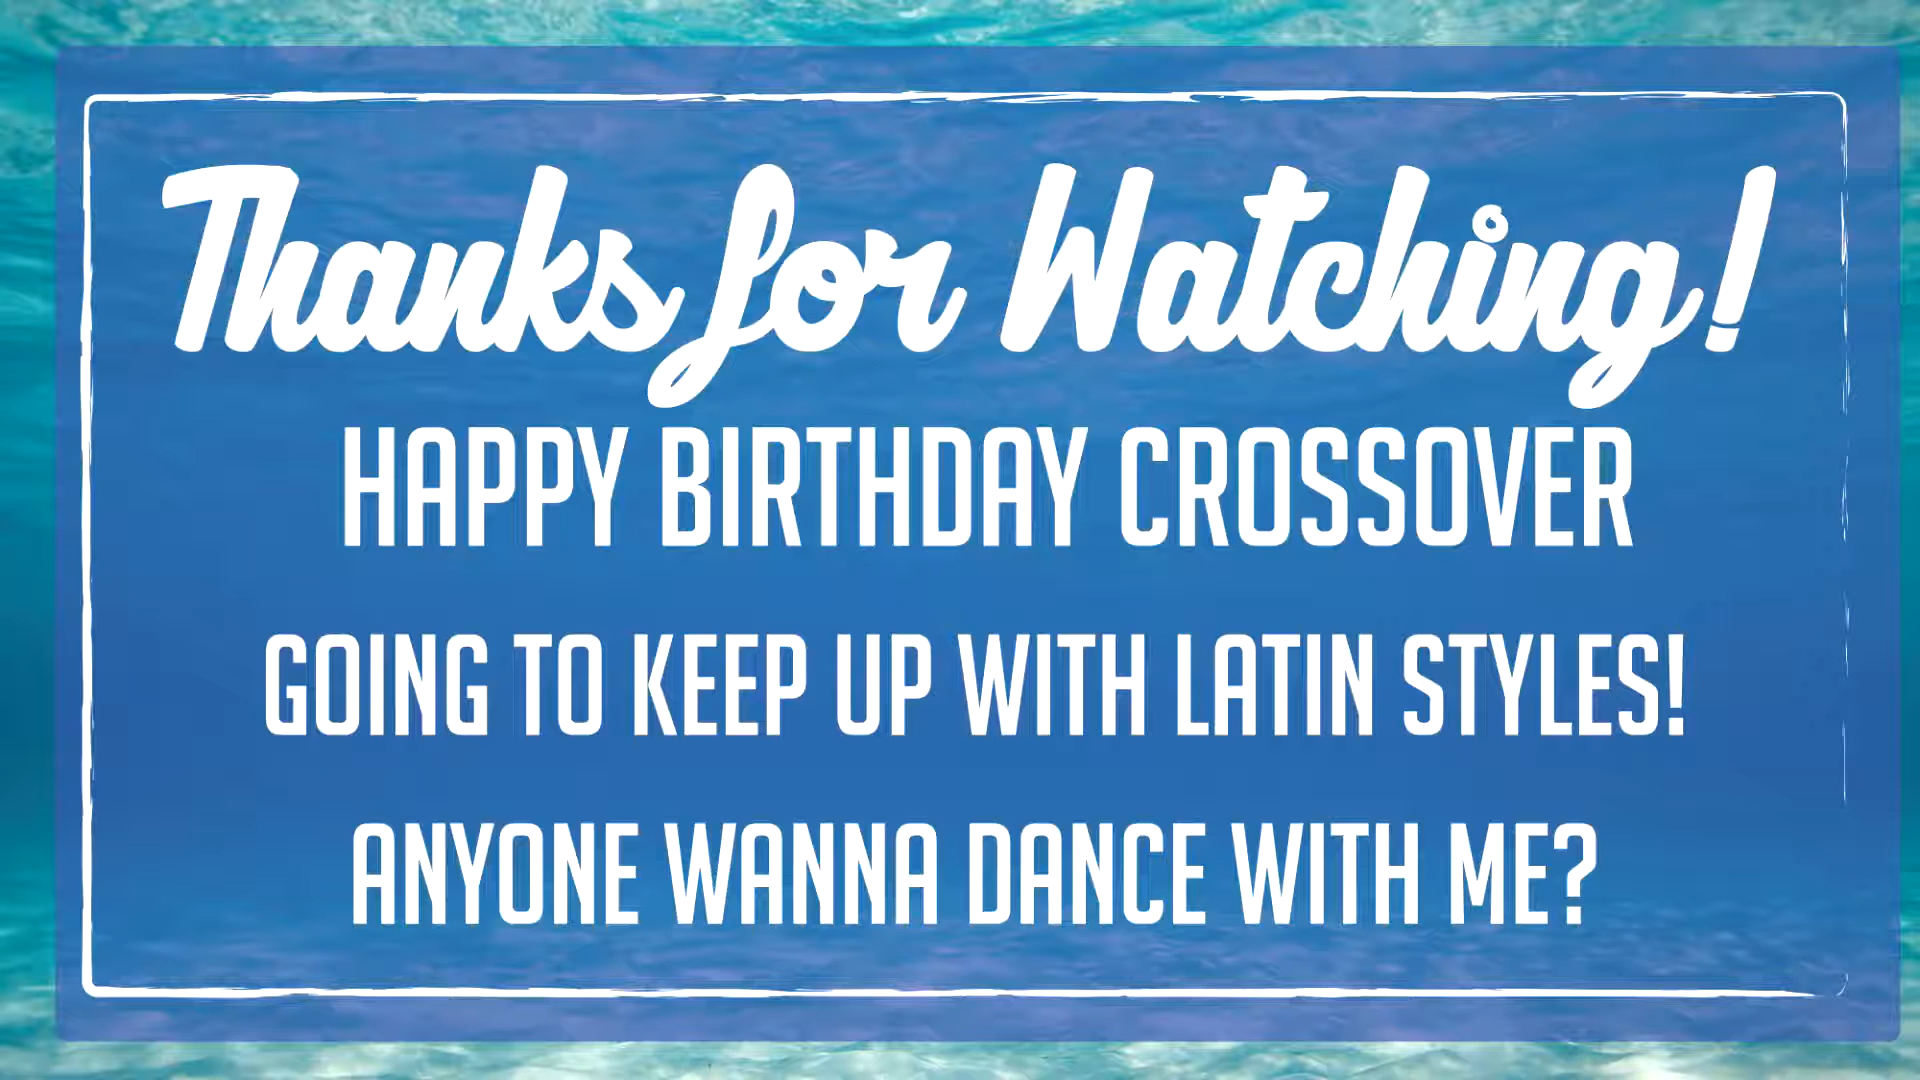 Thanks for Watching!
HAPPY BIRTHDAY CROSSOVER
GOING TO KEEP UP WITH LATIN STYLES!
ANYONE WANNA DANCE WITH ME?